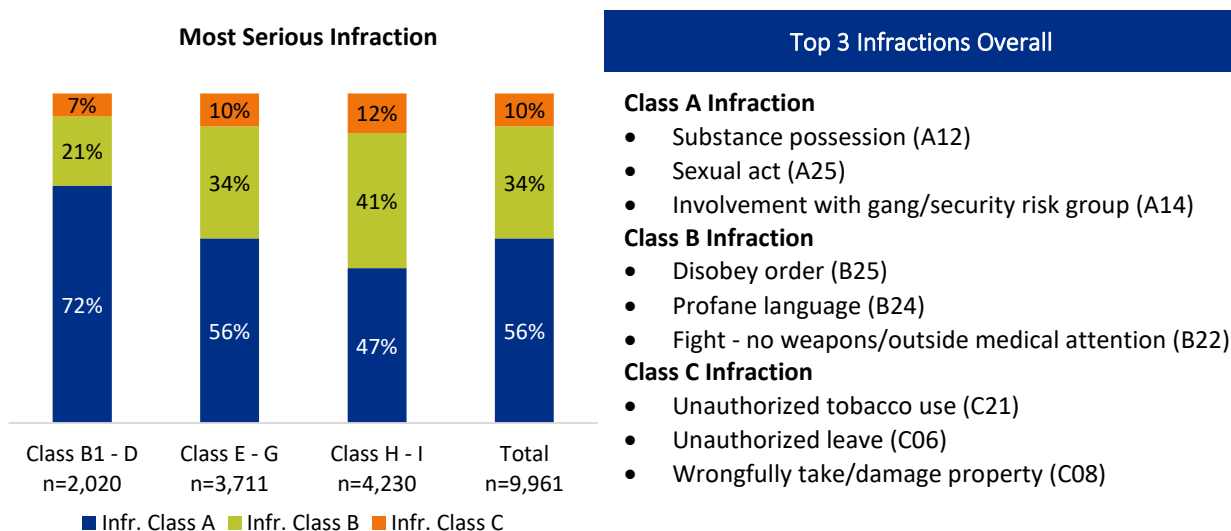 Most Serious Infraction
7%
10%
12%
10%
21%
34%
41%
34%
72%
56%
47%
56%
Class B1 - D
n=2,020
Class E - G
n=3,711
Class H - I
n=4,230
Total
n=9,961
Infr. Class A
Infr. Class B
Infr. Class C
Top 3 Infractions Overall
Class A Infraction
• Substance possession (A12)
• Sexual act (A25)
• Involvement with gang/security risk group (A14)
Class B Infraction
• Disobey order (B25)
• Profane language (B24)
• Fight - no weapons/outside medical attention (B22)
Class C Infraction
• Unauthorized tobacco use (C21)
• Unauthorized leave (C06)
• Wrongfully take/damage property (C08)